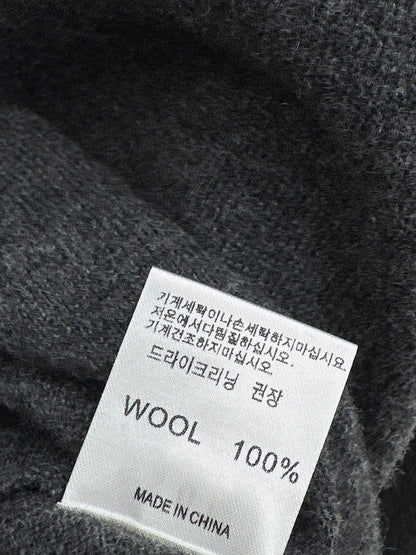 기계세탁이나손세탁하지마십시요.
저온에서다림질하십시오.
기계건조하지마십시오.
드라이크리닝 권장
WOOL 100%
MADE IN CHINA